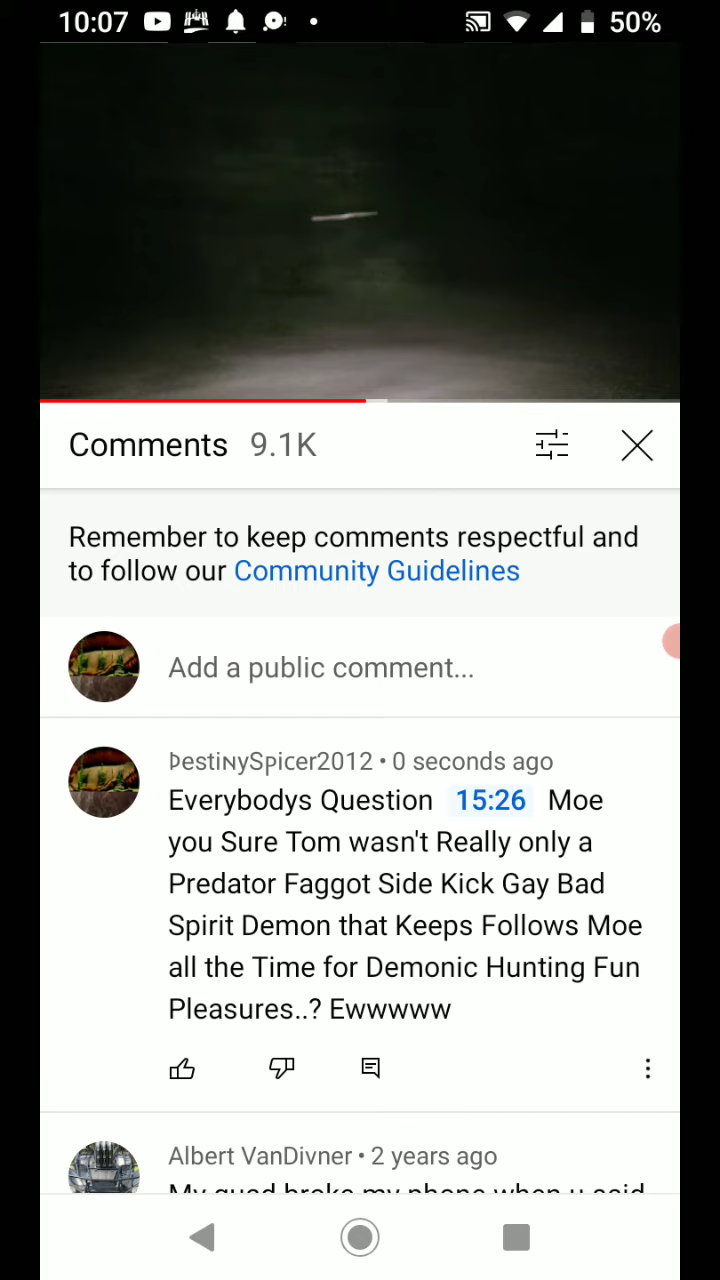 10:07 50%
Comments 9.1K
Remember to keep comments respectful and
to follow our Community Guidelines
Add a public comment...
ÞestiɴySpicer2012 • 0 seconds ago
Everybodys Question 15:26 Moe
you Sure Tom wasn't Really only a
Predator Faggot Side Kick Gay Bad
Spirit Demon that Keeps Follows Moe
all the Time for Demonic Hunting Fun
Pleasures..? Ewwwww
Albert VanDivner • 2 years ago
My quad broke my phone when u said